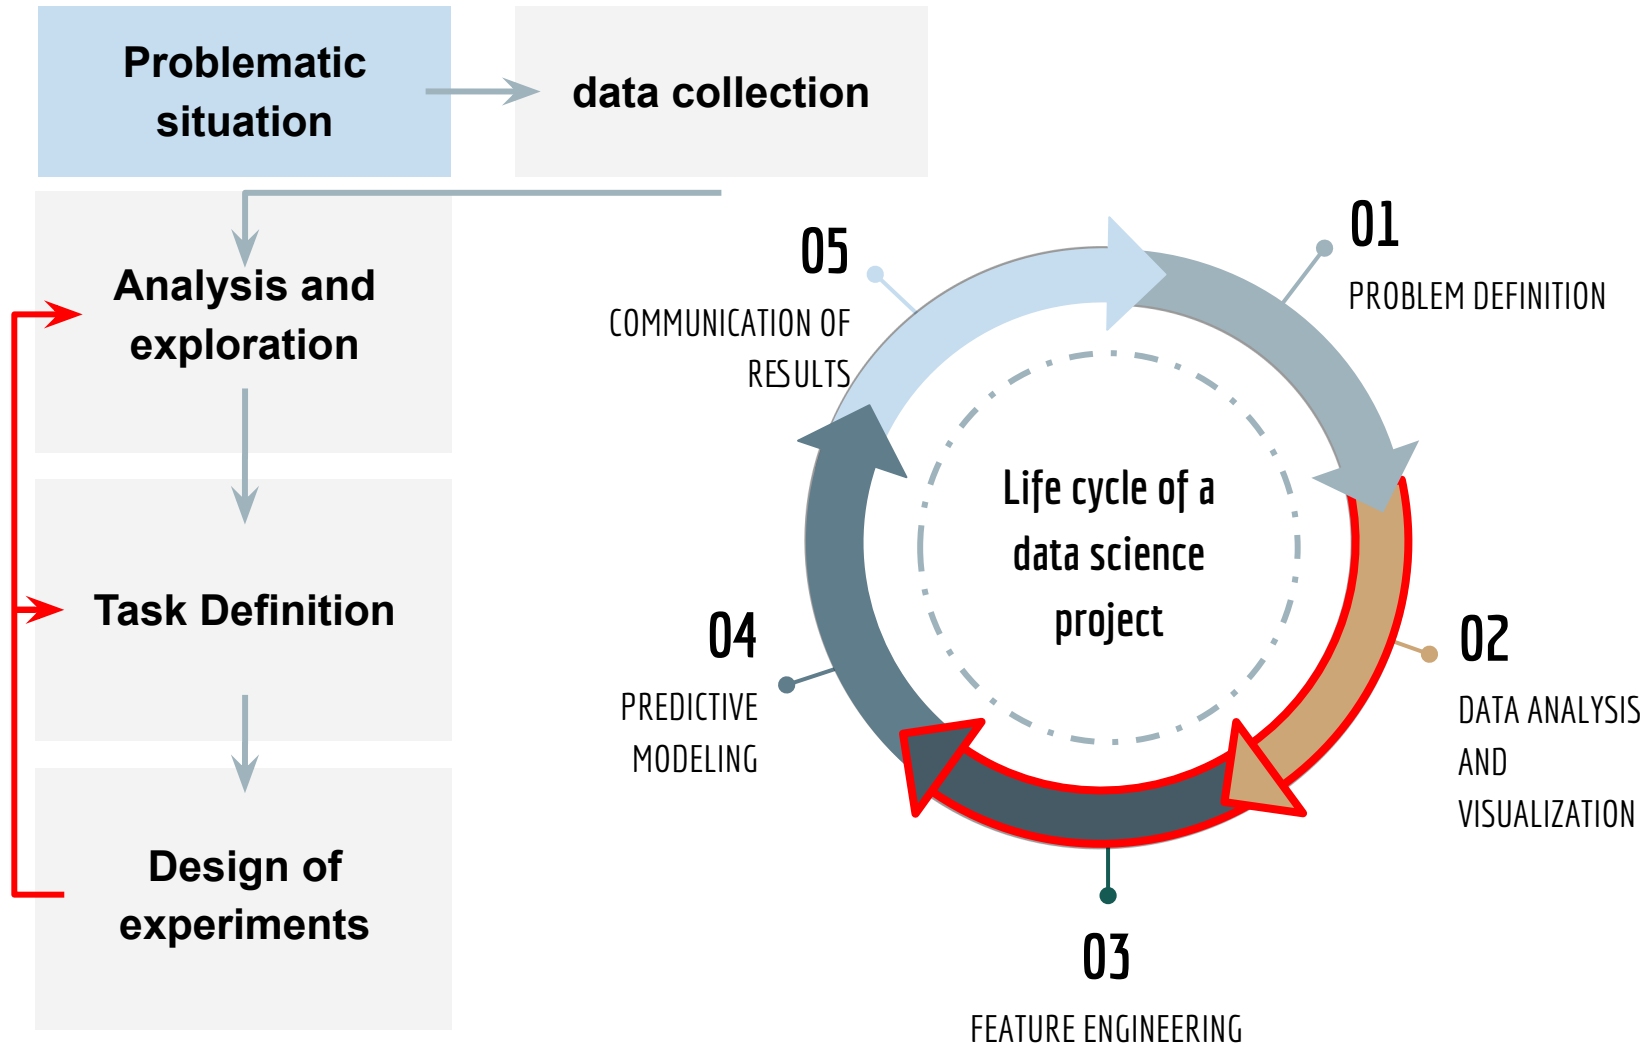 Problematic
situation
data collection
Analysis and
exploration
Task Definition
Design of
experiments
01
PROBLEM DEFINITION
02
DATA ANALYSIS
AND
VISUALIZATION
03
FEATURE ENGINEERING
04
PREDICTIVE
MODELING
05
COMMUNICATION OF
RESULTS
Life cycle of a
data science
project